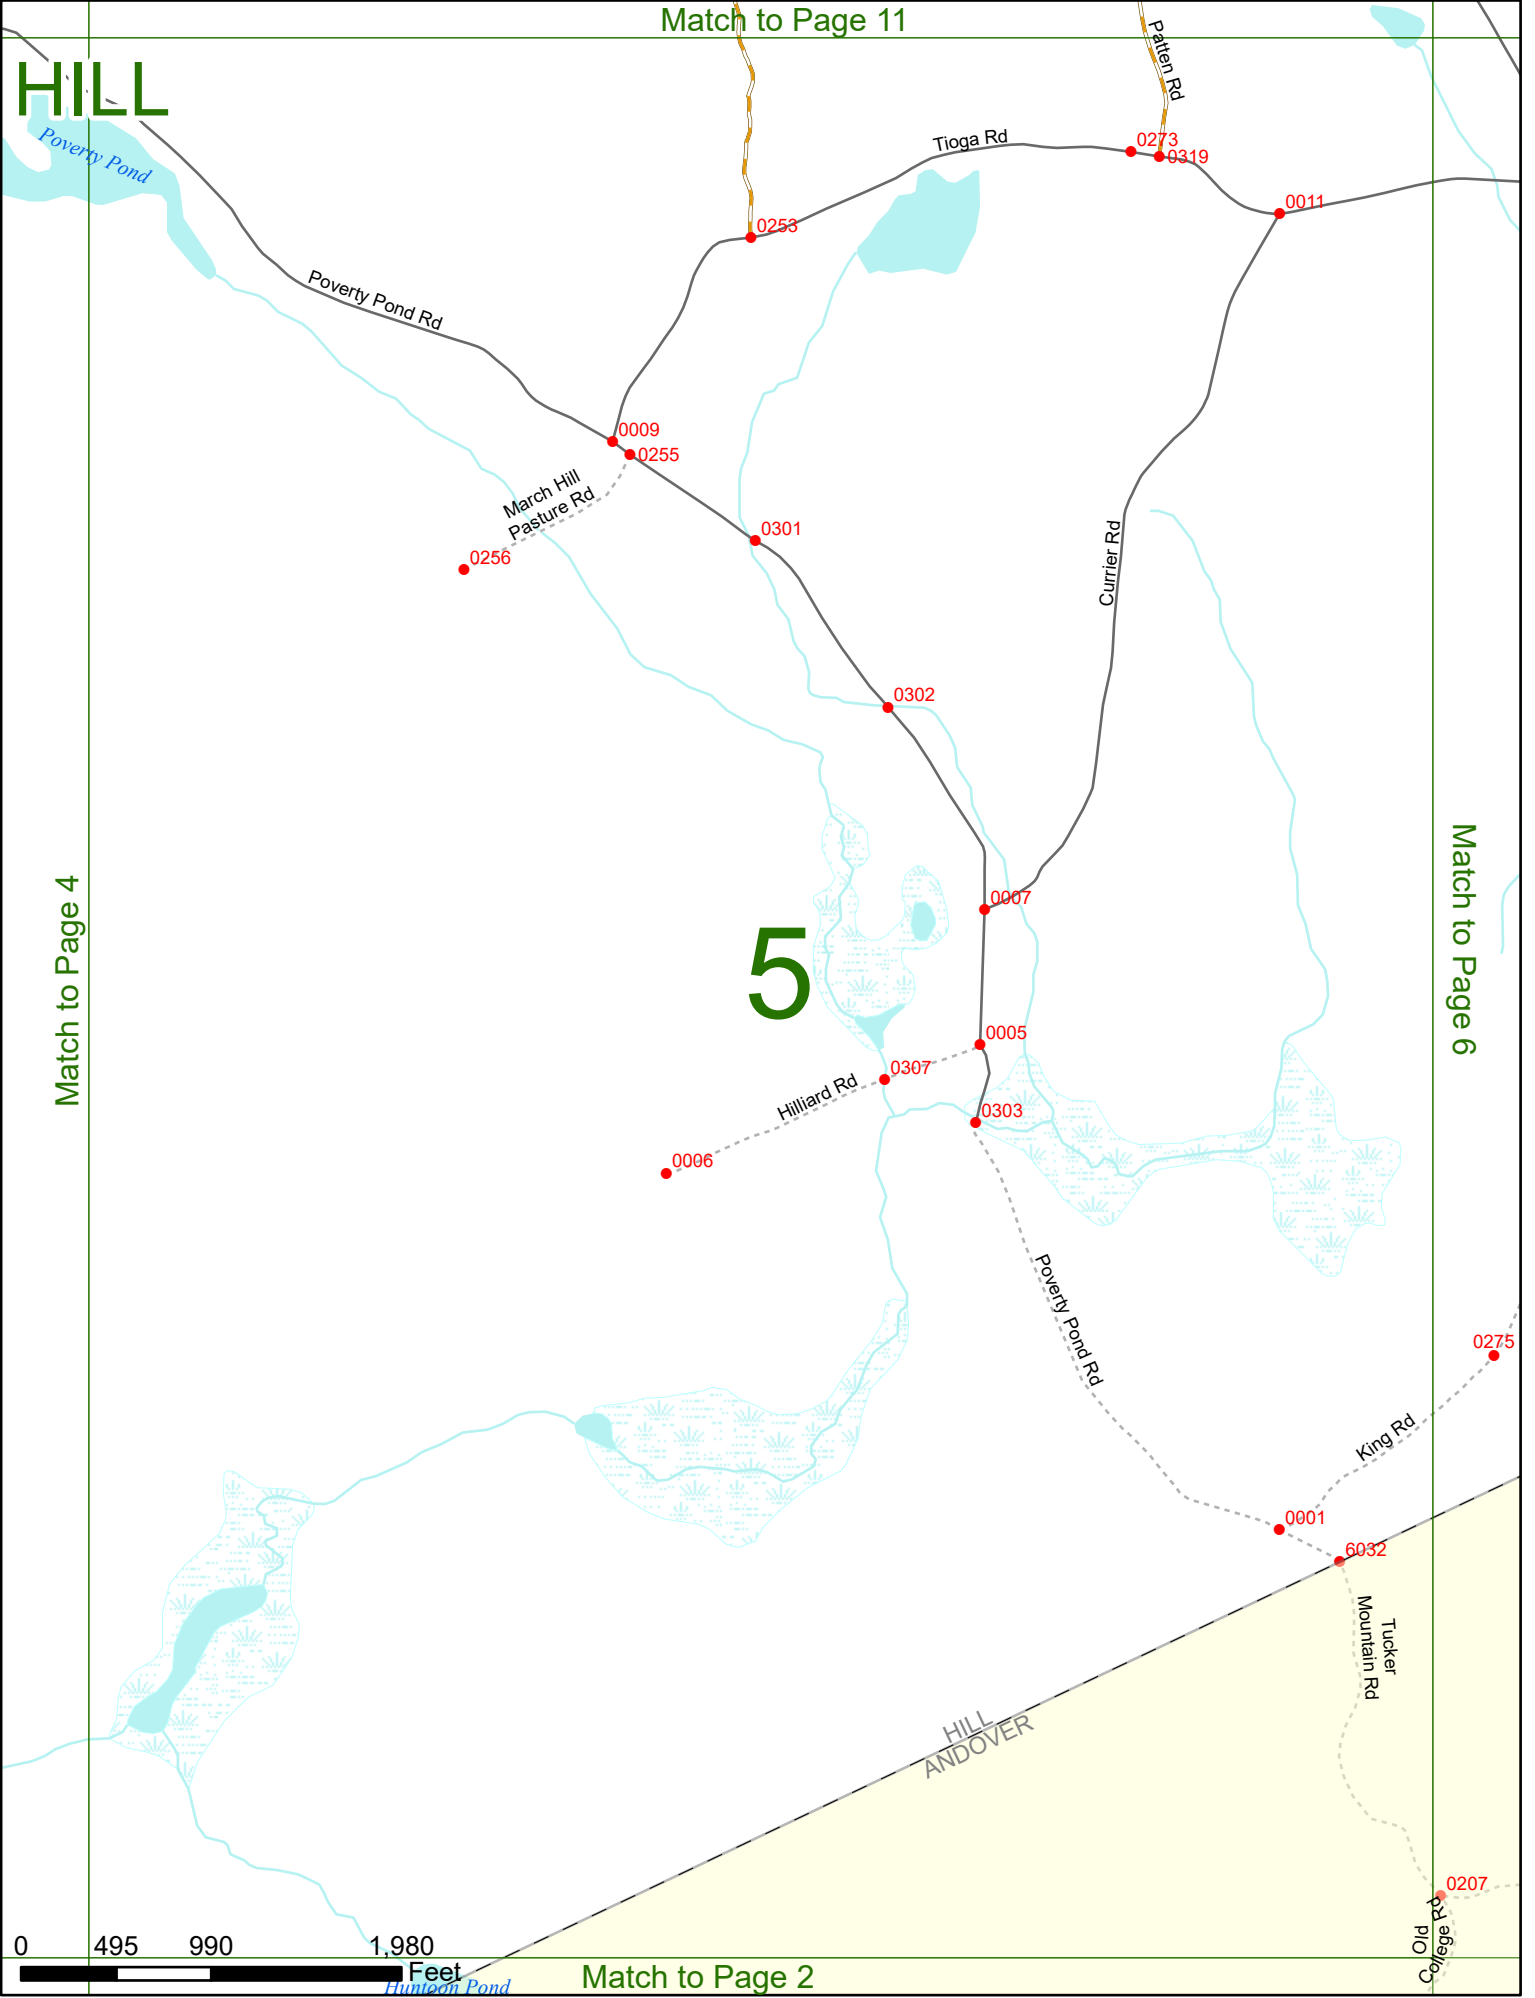 Match to Page 11
HILL
Poverty Pond
Patten Rd
Tioga Rd
0273
0319
0011
0253
Poverty Pond Rd
0009
0255
March Hill
Pasture Rd
0256
0301
Currier Rd
0302
0007
5
Match to Page 4
Match to Page 6
0005
0307
Hilliard Rd
0303
0006
Poverty Pond Rd
0275
King Rd
0001
6032
Tucker
Mountain Rd
HILL
ANDOVER
0207
Old
College Rd
0 495 990 1,980
Feet
Huntoon Pond
Match to Page 2